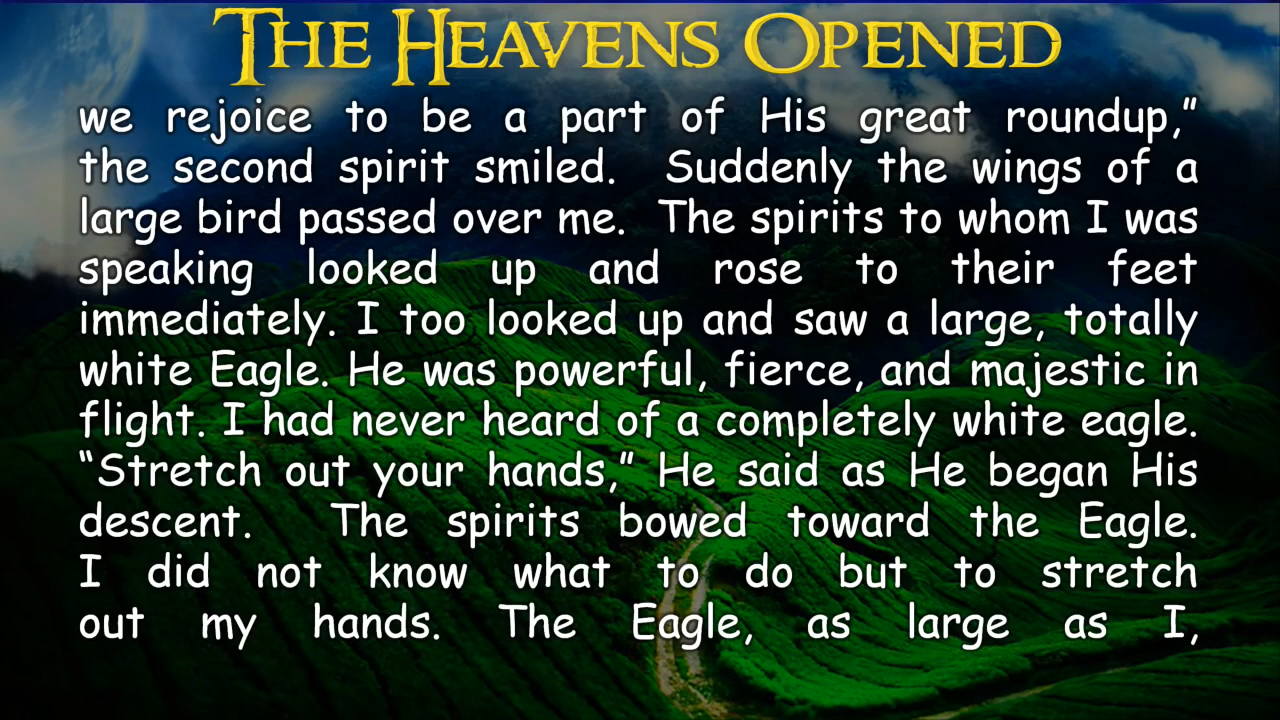 THE HEAVENS OPENED
we rejoice to be a part of His great roundup,”
the second spirit smiled. Suddenly the wings of a
large bird passed over me. The spirits to whom I was
speaking looked up and rose to their feet
immediately. I too looked up and saw a large, totally
white Eagle. He was powerful, fierce, and majestic in
flight. I had never heard of a completely white eagle.
“Stretch out your hands,” He said as He began His
descent. The spirits bowed toward the Eagle.
I did not know what to do but to stretch
out my hands. The Eagle, as large as I,